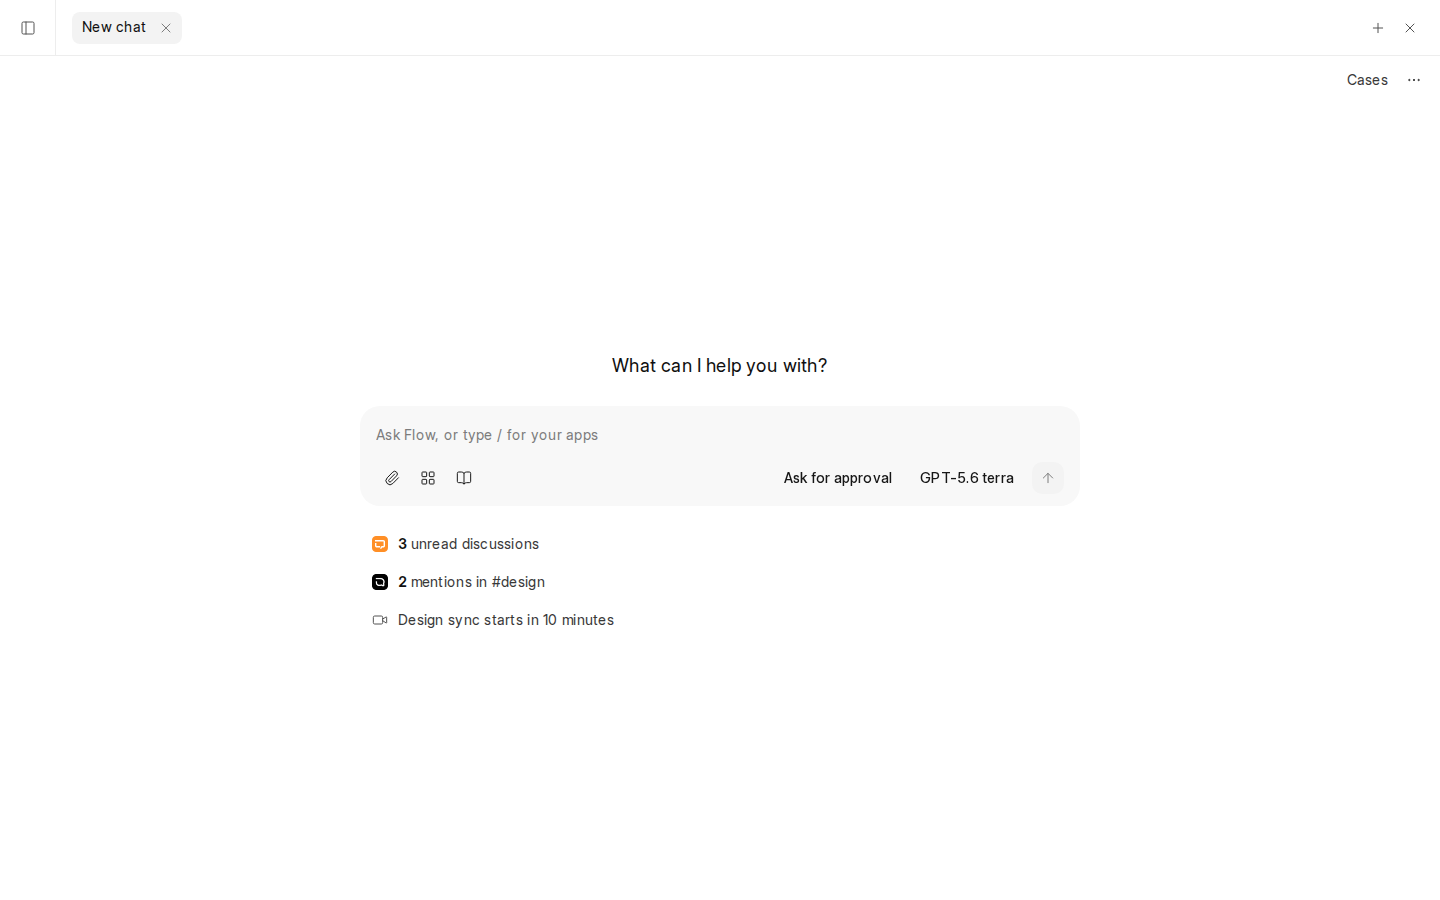 New chat
Cases
What can I help you with?
Ask Flow, or type / for your apps
Ask for approval GPT-5.6 terra
3 unread discussions
2 mentions in #design
Design sync starts in 10 minutes